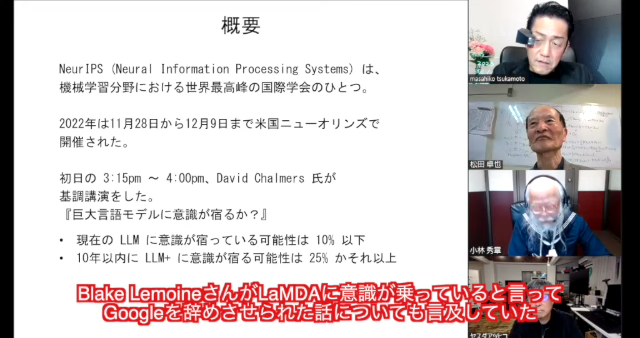 概要
NeurIPS (Neural Information Processing Systems) は、
機械学習分野における世界最高峰の国際学会のひとつ。
2022年は11月28日から12月9日まで米国ニューオリンズで
開催された。
初日の 3:15pm ～ 4:00pm、David Chalmers 氏が
基調講演をした。
『巨大言語モデルに意識が宿るか?』
• 現在の LLM に意識が宿っている可能性は 10% 以下
• 10年以内に LLM+ に意識が宿る可能性は 25% かそれ以上
Blake LemoineさんがLaMDAに意識が乗っていると言って
Googleを辞めさせられた話についても言及していた
masahiko tsukamoto
松田 卓也
小林 秀章
ヤスダアツヒコ